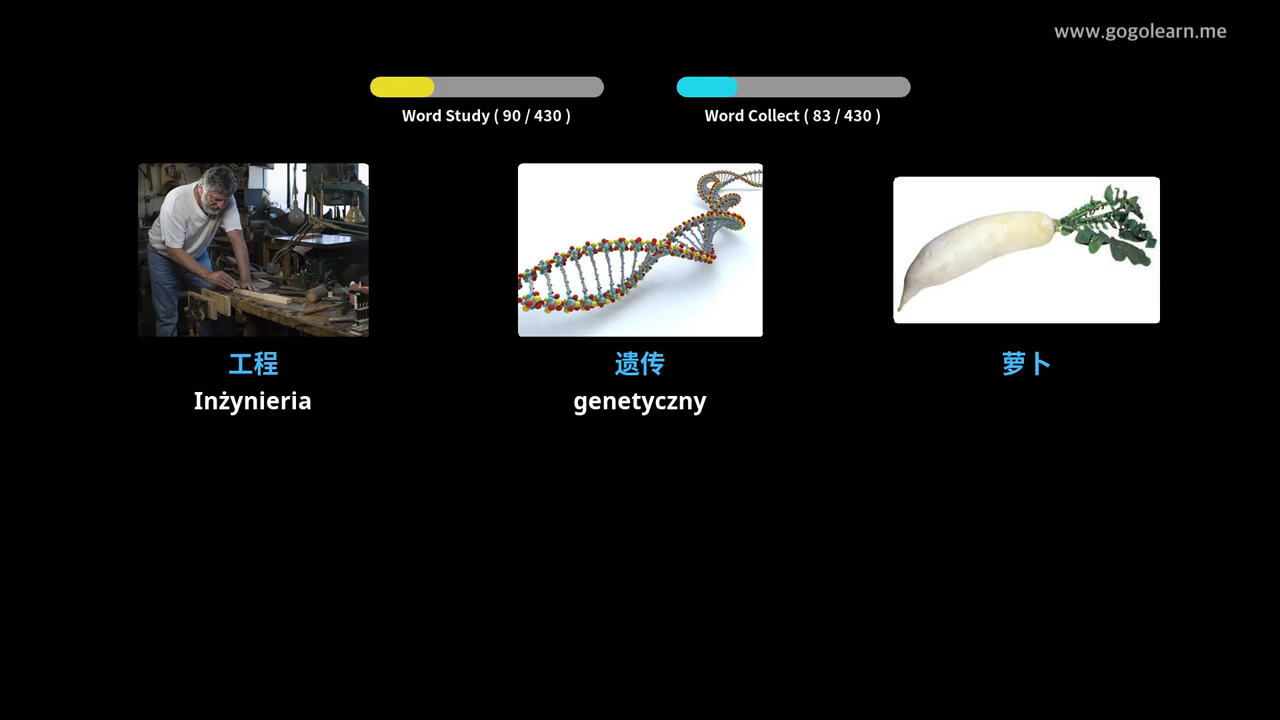 www.gogolearn.me
Word Study ( 90 / 430 )
Word Collect ( 83 / 430 )
工程
Inżynieria
遗传
genetyczny
萝卜